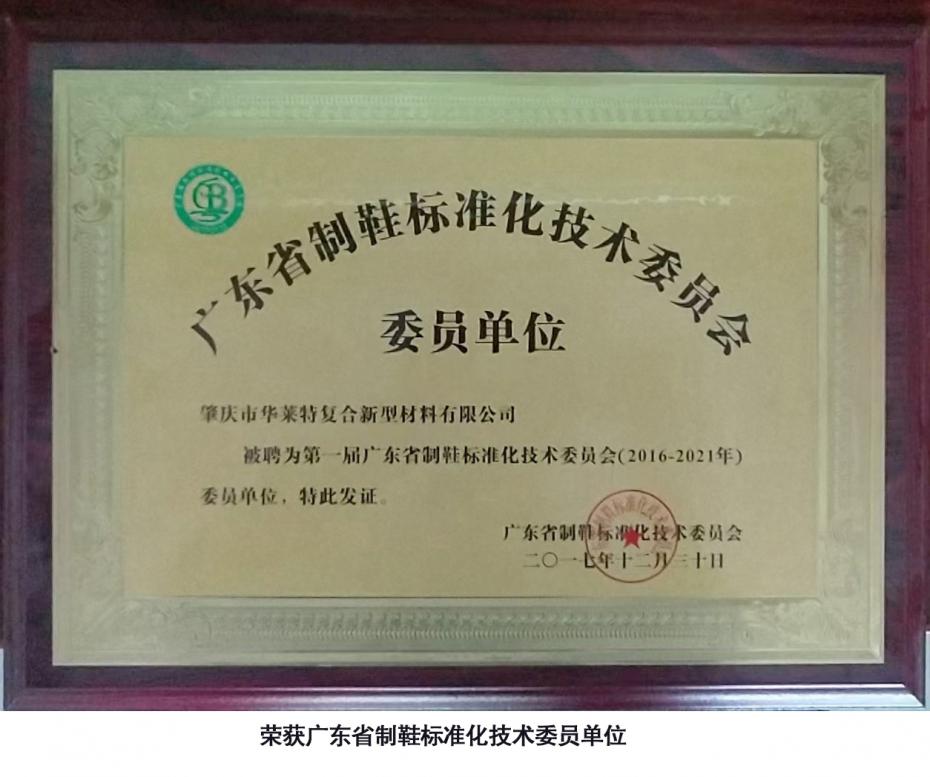 广东省制鞋标准化技术委员会
委员单位
肇庆市华莱特复合新型材料有限公司
被聘为第一届广东省制鞋标准化技术委员会(2016-2021年)
委员单位，特此发证。
广东省制鞋标准化技术委员会
二〇一七年十二月三十日
荣获广东省制鞋标准化技术委员单位